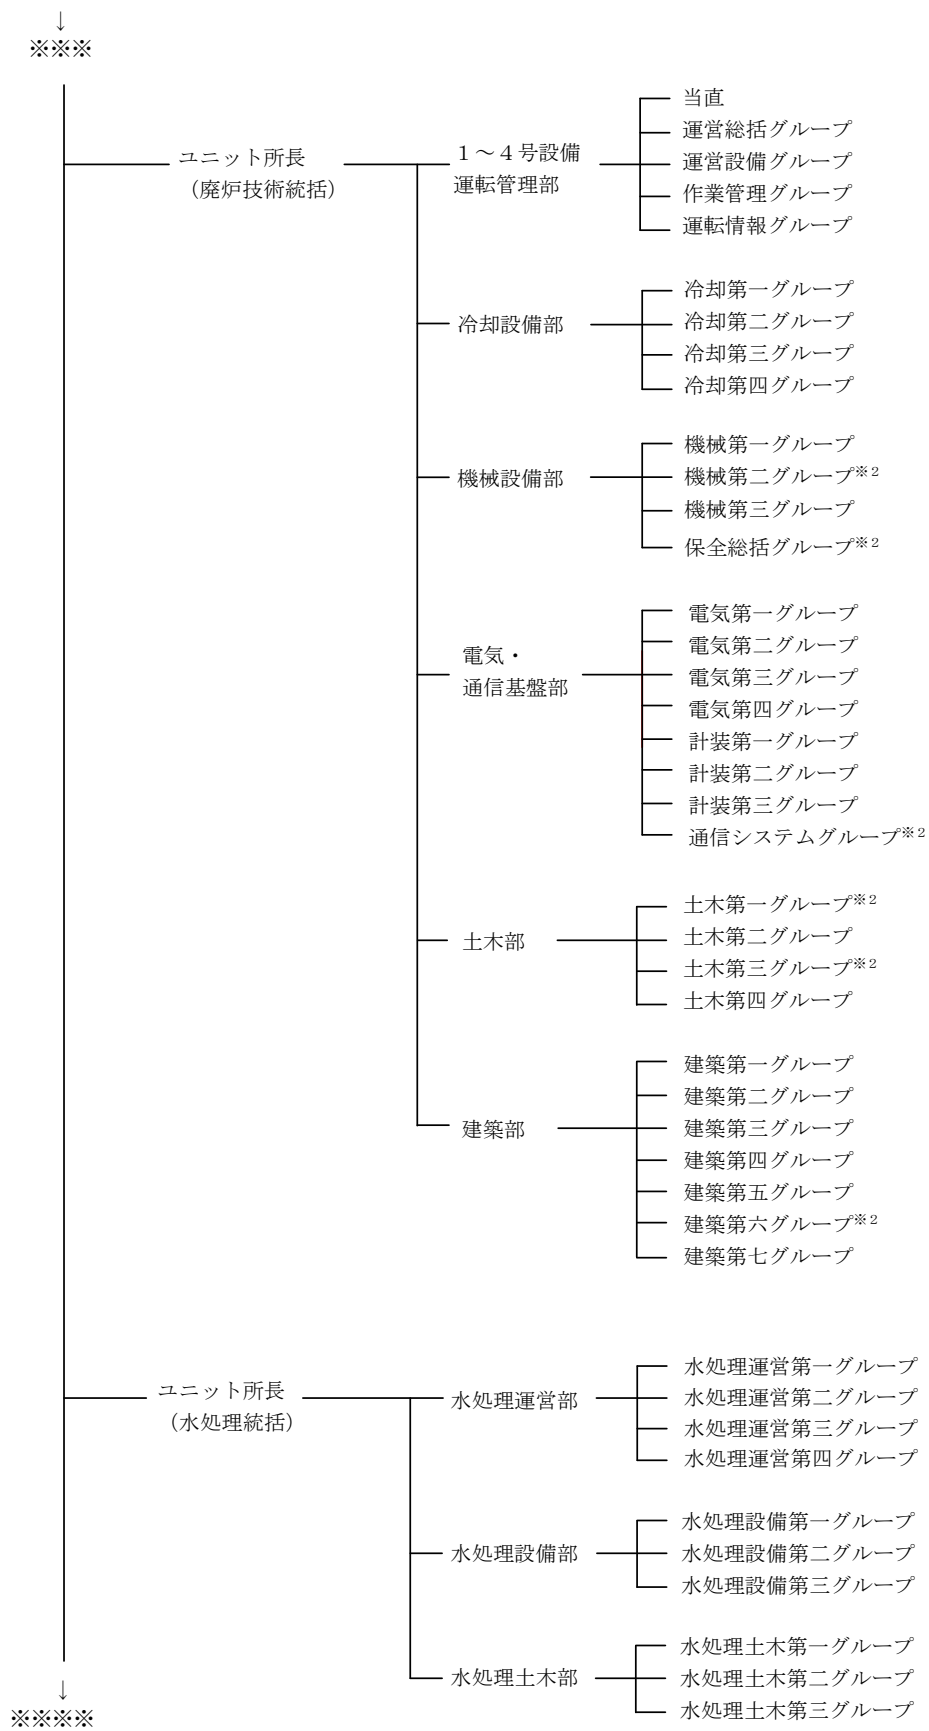 ↓
※※※
ユニット所長
（廃炉技術統括）
１～４号設備
運転管理部
当直
運営総括グループ
運営設備グループ
作業管理グループ
運転情報グループ
冷却設備部
冷却第一グループ
冷却第二グループ
冷却第三グループ
冷却第四グループ
機械設備部
機械第一グループ
機械第二グループ※２
機械第三グループ
保全総括グループ※２
電気・
通信基盤部
電気第一グループ
電気第二グループ
電気第三グループ
電気第四グループ
計装第一グループ
計装第二グループ
計装第三グループ
通信システムグループ※２
土木部
土木第一グループ※２
土木第二グループ
土木第三グループ※２
土木第四グループ
建築部
建築第一グループ
建築第二グループ
建築第三グループ
建築第四グループ
建築第五グループ
建築第六グループ※２
建築第七グループ
ユニット所長
（水処理統括）
水処理運営部
水処理運営第一グループ
水処理運営第二グループ
水処理運営第三グループ
水処理運営第四グループ
水処理設備部
水処理設備第一グループ
水処理設備第二グループ
水処理設備第三グループ
水処理土木部
水処理土木第一グループ
水処理土木第二グループ
水処理土木第三グループ
↓
※※※※